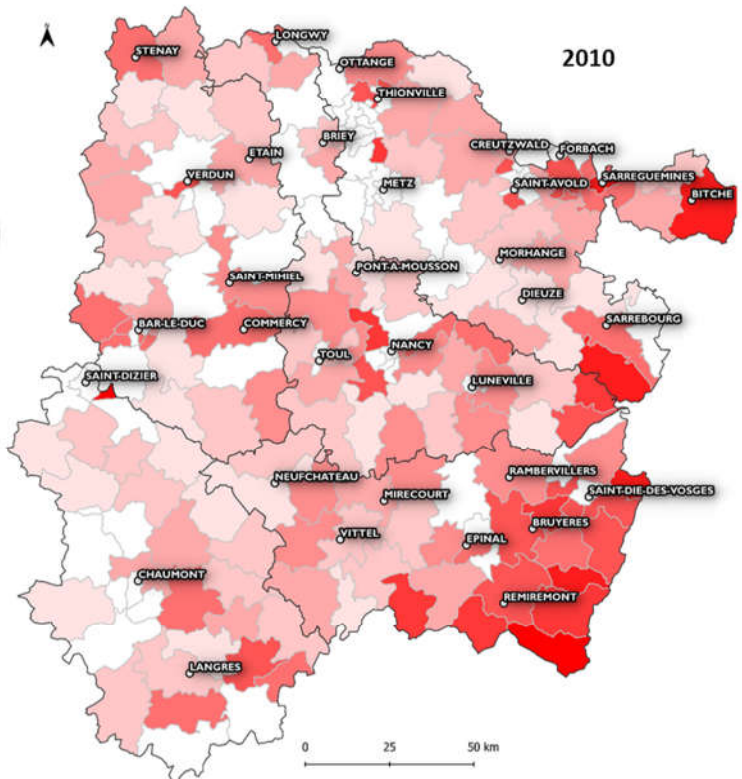 N
LONGWY
STENAY
OTTANGE
2010
THIONVILLE
BRIEY
CREUTZWALD
FORBACH
ETAIN
VERDUN
METZ
SAINT-AVOLD
SARREGUEMINES
BITCHE
MORHANGE
PONT-A-MOUSSON
SAINT-MIHIEL
DIEUZE
BAR-LE-DUC
COMMERCY
SARREBOURG
NANCY
TOUL
SAINT-DIZIER
LUNEVILLE
NEUFCHATEAU
RAMBERVILLERS
MIRECOURT
SAINT-DIE-DES-VOSGES
BRUYERES
VITTEL
EPINAL
CHAUMONT
REMIREMONT
LANGRES
0 25 50 km